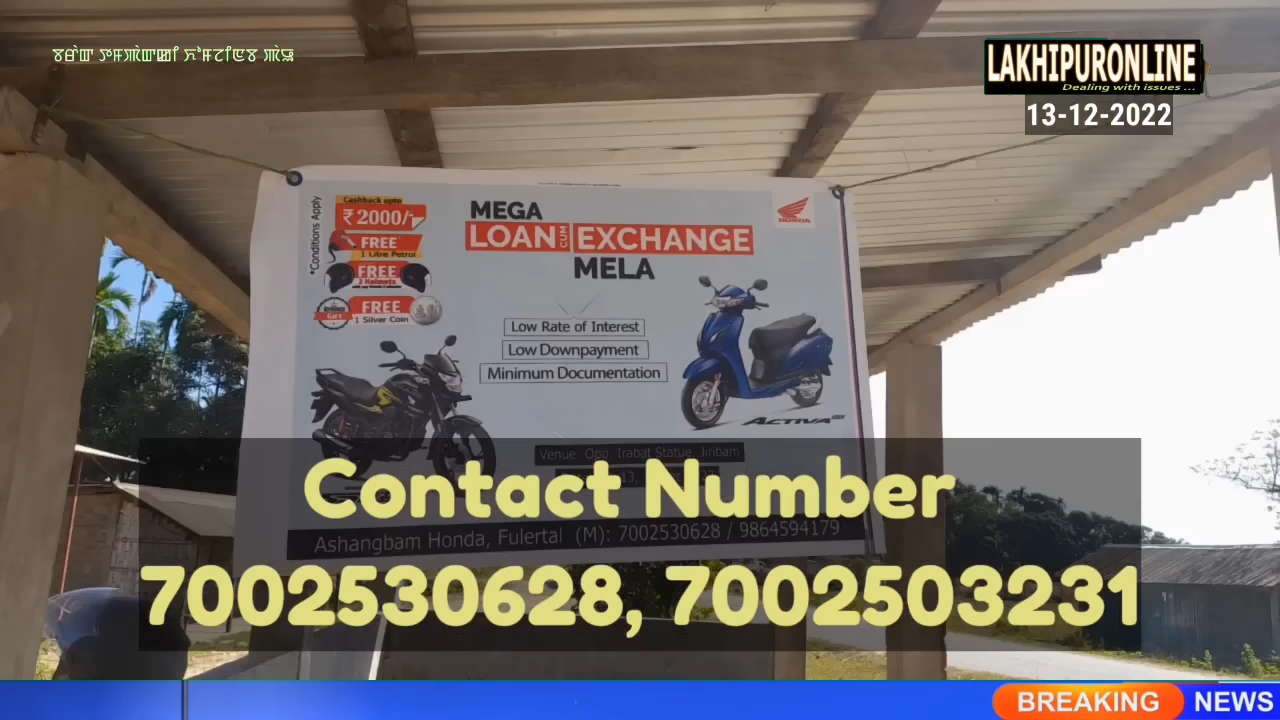 LAKHIPURONLINE
Dealing with issues ...
13-12-2022
*Conditions Apply
Cashback upto
₹ 2000/-
FREE
1 Litre Petrol
FREE
2 Helmets
FREE
1 Silver Coin
MEGA
LOAN CUM EXCHANGE
MELA
HONDA
Low Rate of Interest
Low Downpayment
Minimum Documentation
ACTIVA
Venue: Opp. Irabat Statue, Jiribam
Contact Number
Ashangbam Honda, Fulertal (M): 7002530628 / 9864594179
7002530628, 7002503231
BREAKING NEWS